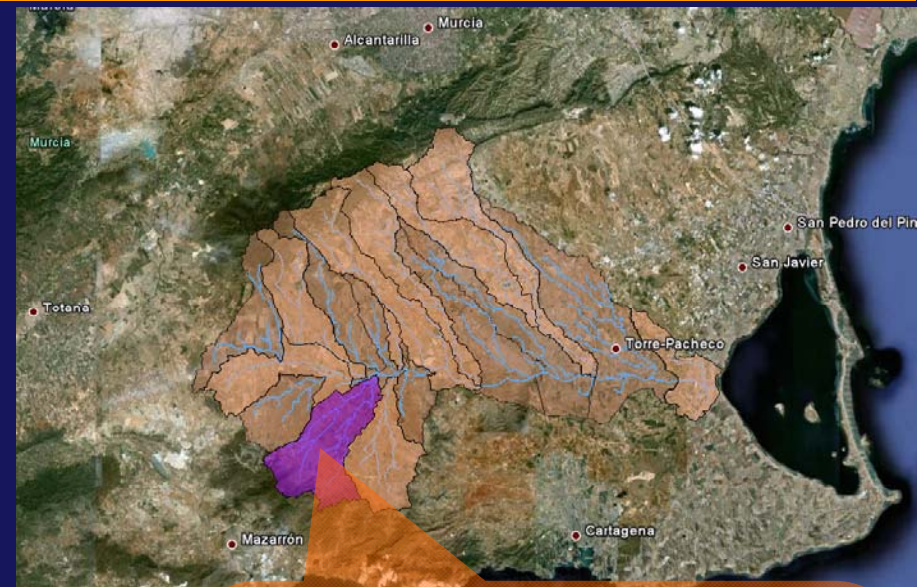 Murcia
Alcantarilla
Murcia
San Pedro del Pin
San Javier
Totana
Torre-Pacheco
Cartagena
Mazarrón